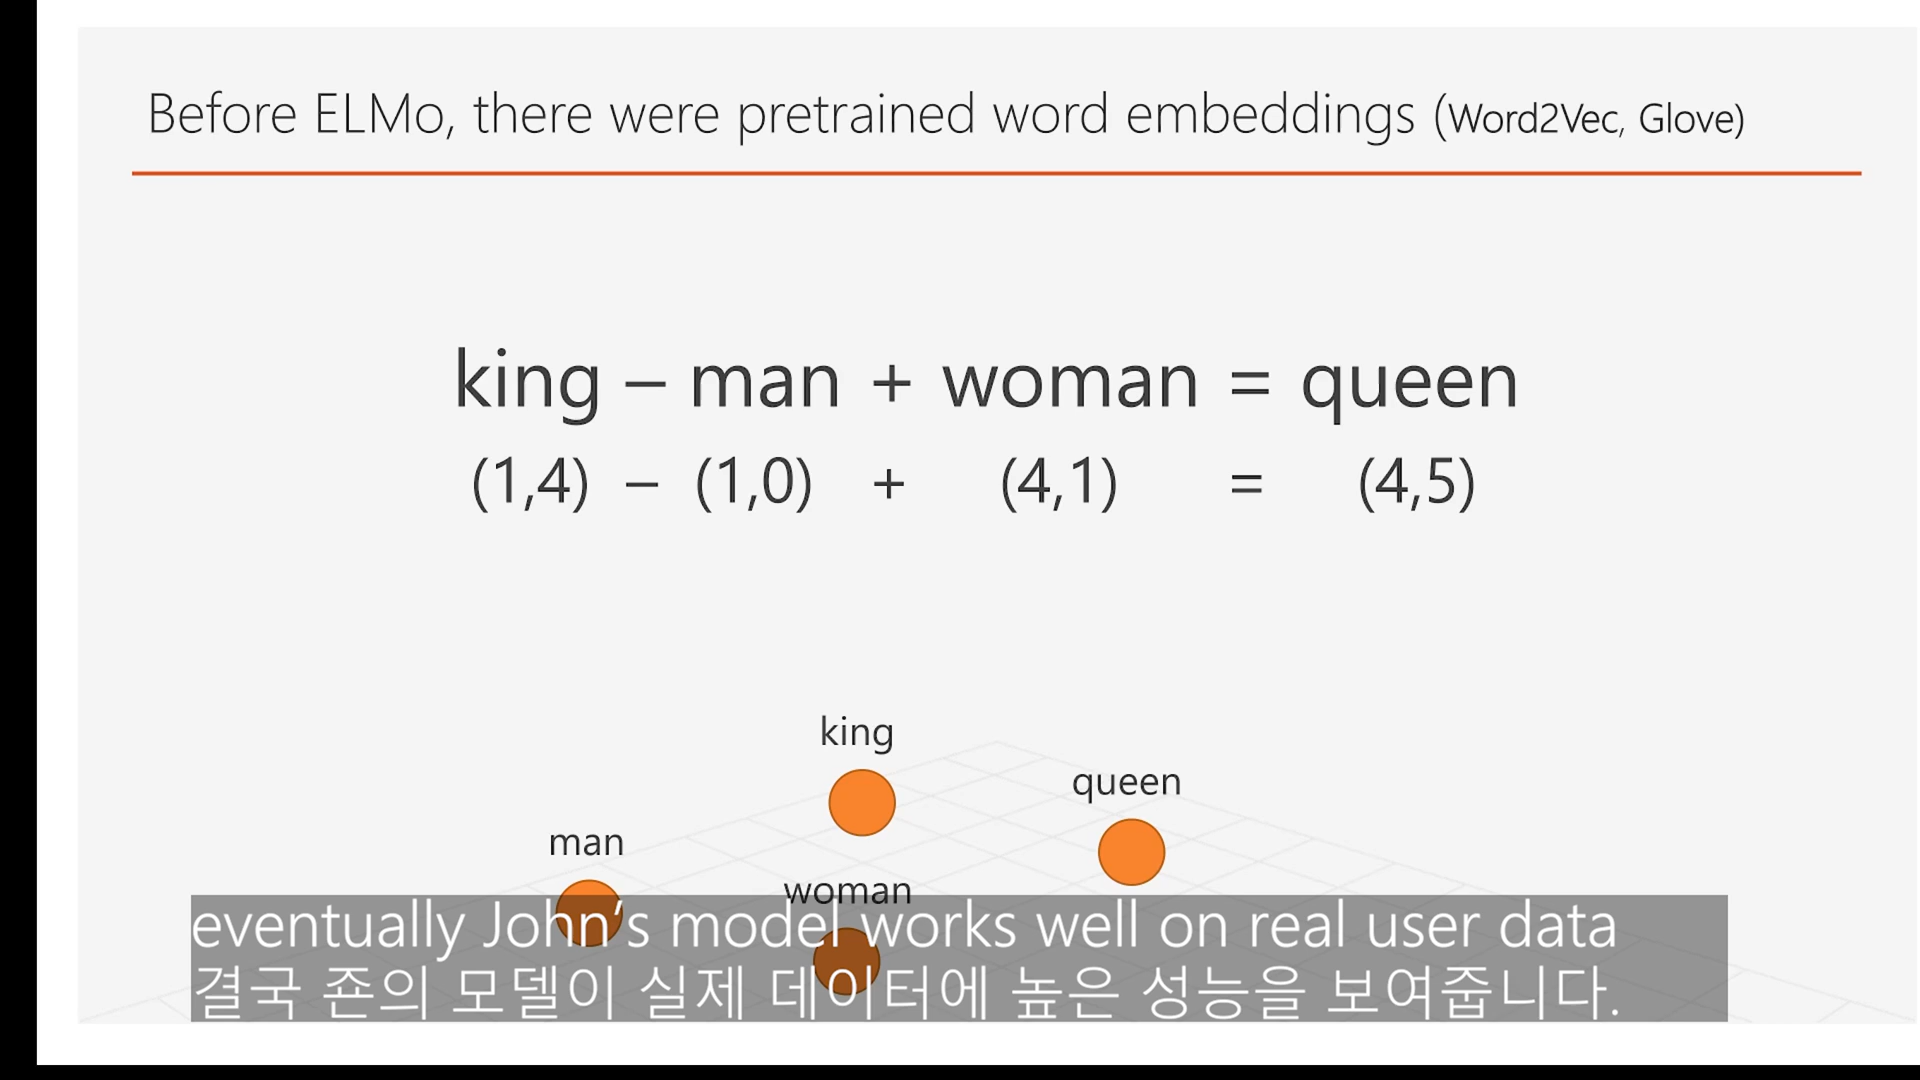 Before ELMo, there were pretrained word embeddings (Word2Vec, Glove)
king – man + woman = queen
(1,4) – (1,0) + (4,1) = (4,5)
king
queen
man
woman
eventually John’s model works well on real user data
결국 죤의 모델이 실제 데이터에 높은 성능을 보여줍니다.